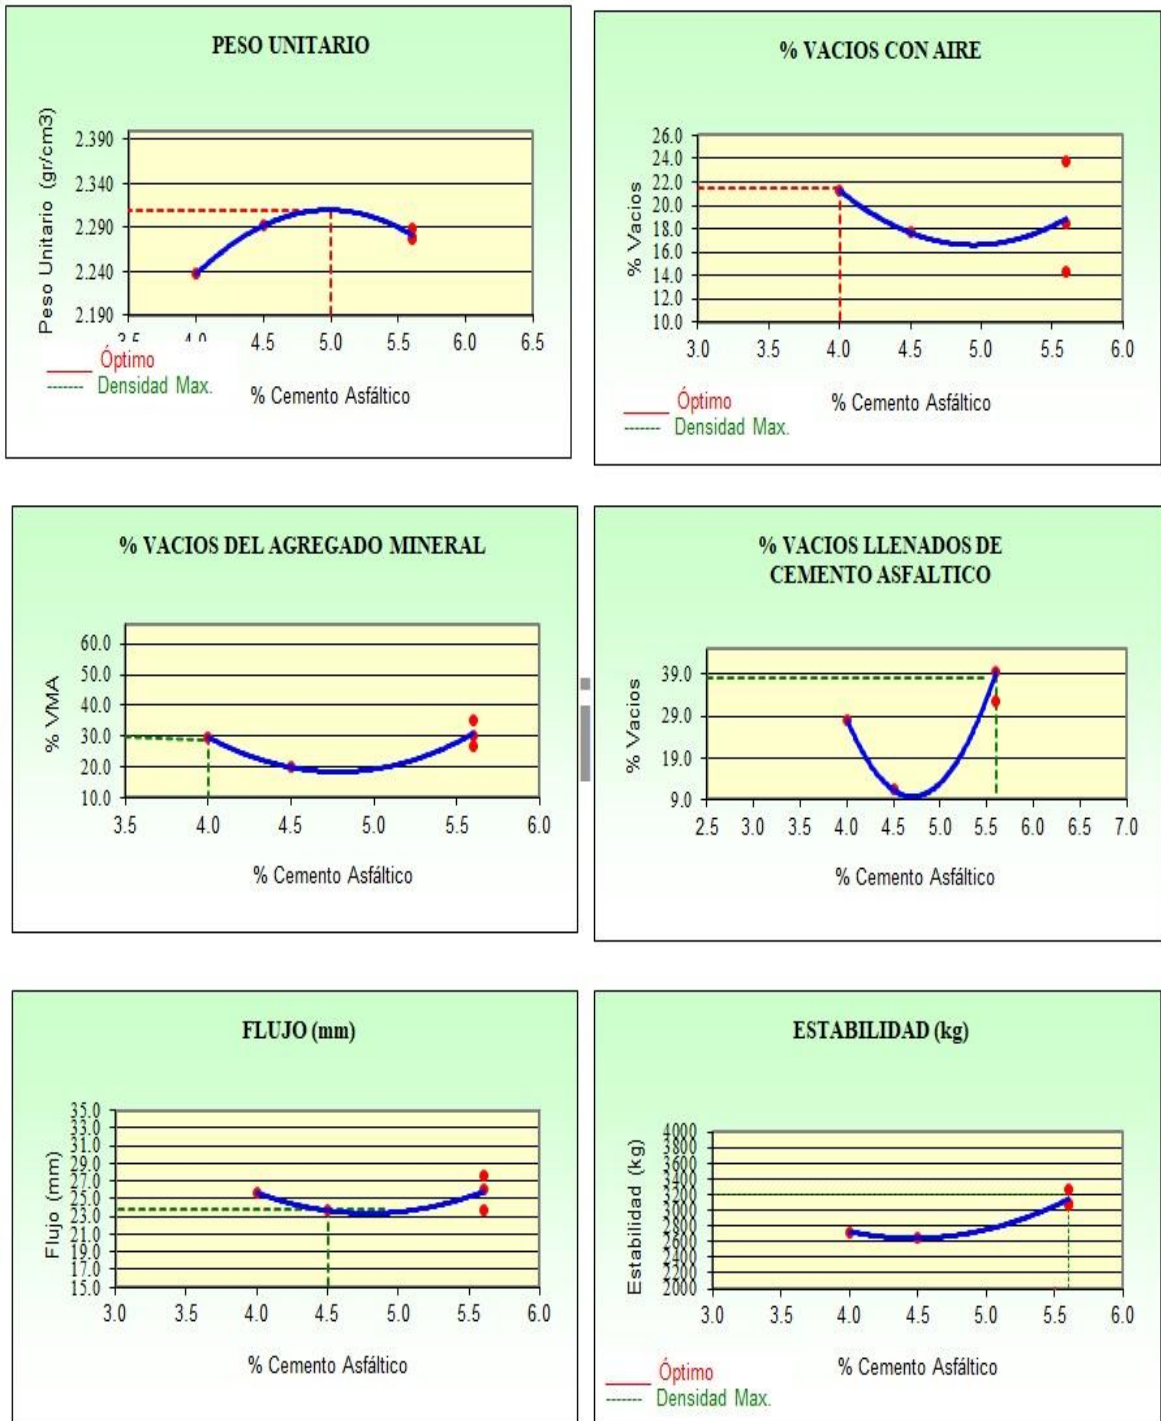 PESO UNITARIO
Peso Unitario (gr/cm3)
2.390
2.340
2.290
2.240
2.190
4.5 5.0 5.5 6.0 6.5
Óptimo
Densidad Max.
% Cemento Asfáltico
% VACIOS CON AIRE
% Vacios
26.0
24.0
22.0
20.0
18.0
16.0
14.0
12.0
10.0
3.0 3.5 4.0 4.5 5.0 5.5 6.0
Óptimo
Densidad Max.
% Cemento Asfáltico
% VACIOS DEL AGREGADO MINERAL
% VMA
60.0
50.0
40.0
30.0
20.0
10.0
3.5 4.0 4.5 5.0 5.5 6.0
% Cemento Asfáltico
% VACIOS LLENADOS DE
CEMENTO ASFALTICO
% Vacios
39.0
29.0
19.0
9.0
2.5 3.0 3.5 4.0 4.5 5.0 5.5 6.0 6.5 7.0
% Cemento Asfáltico
FLUJO (mm)
Flujo (mm)
35.0
33.0
31.0
29.0
27.0
25.0
23.0
21.0
19.0
17.0
15.0
3.0 3.5 4.0 4.5 5.0 5.5 6.0
% Cemento Asfáltico
ESTABILIDAD (kg)
Estabilidad (kg)
4000
3800
3600
3400
3200
3000
2800
2600
2400
2200
2000
3.0 3.5 4.0 4.5 5.0 5.5 6.0
Óptimo
Densidad Max.
% Cemento Asfáltico